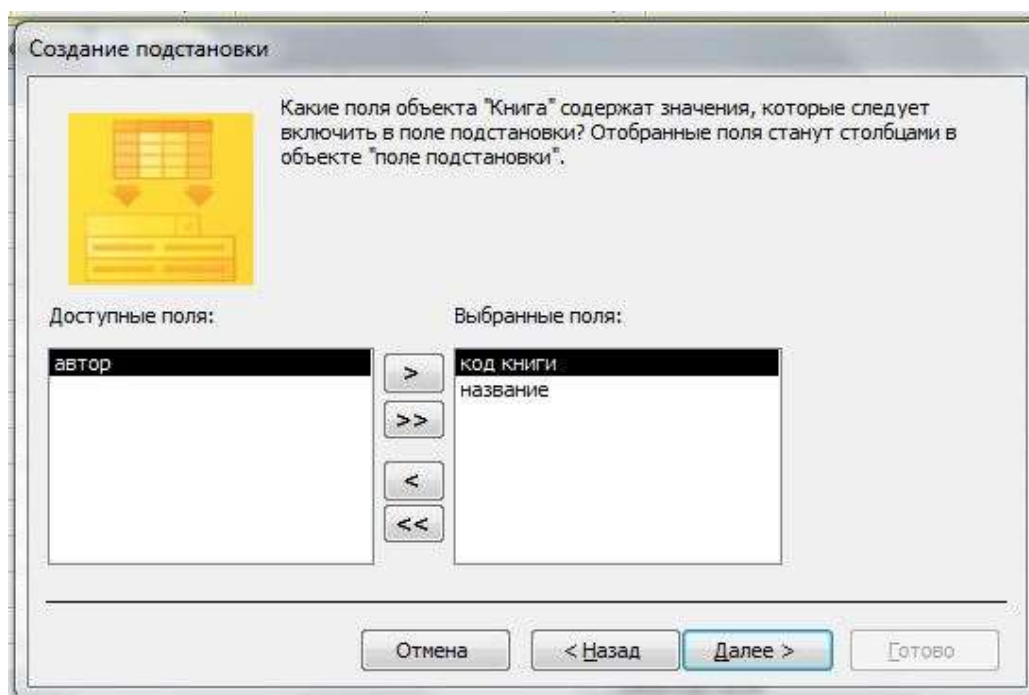 Создание подстановки
Какие поля объекта "Книга" содержат значения, которые следует
включить в поле подстановки? Отобранные поля станут столбцами в
объекте "поле подстановки".
Доступные поля:
Выбранные поля:
автор
>
>>
<
<<
код книги
название
Отмена
< Назад
Далее >
Готово